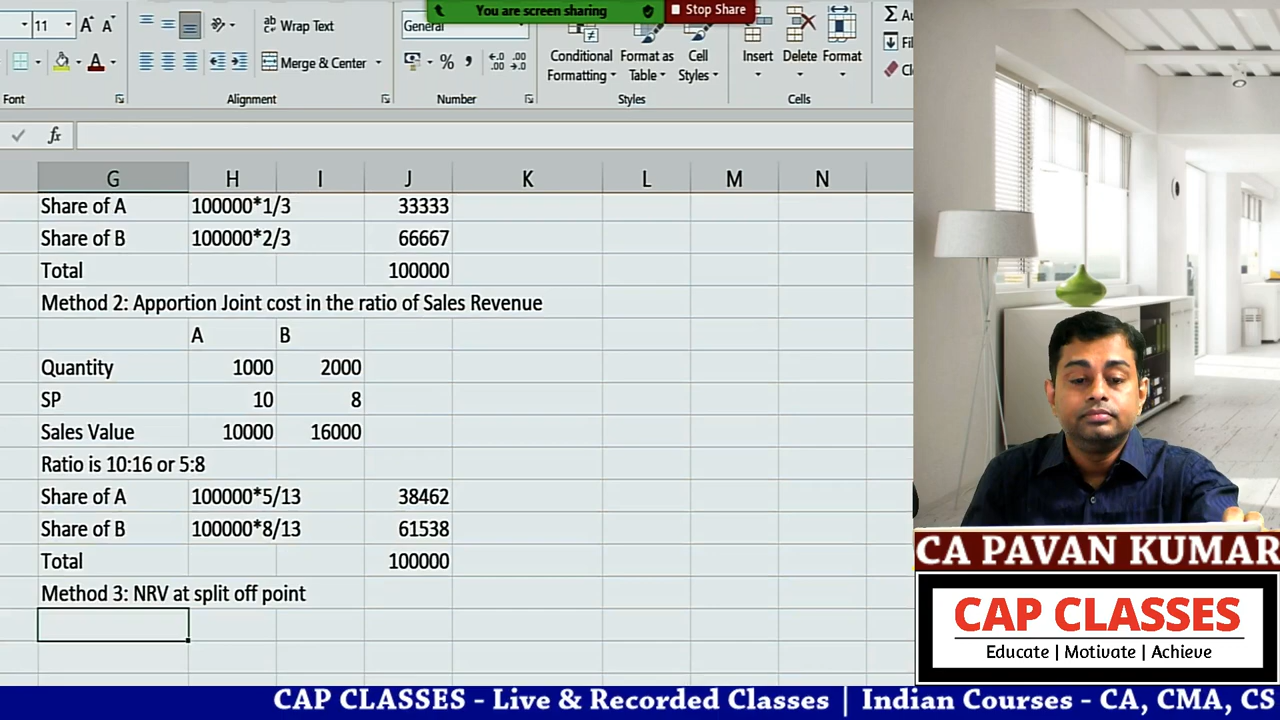 You are screen sharing
Stop Share
11
A A
Wrap Text
General
Merge & Center
Conditional Formatting
Format as Table
Cell Styles
Insert
Delete
Format
Font
Alignment
Number
Styles
Cells
fx
G H I J K L M N
Share of A 100000*1/3 33333
Share of B 100000*2/3 66667
Total 100000
Method 2: Apportion Joint cost in the ratio of Sales Revenue
A B
Quantity 1000 2000
SP 10 8
Sales Value 10000 16000
Ratio is 10:16 or 5:8
Share of A 100000*5/13 38462
Share of B 100000*8/13 61538
Total 100000
Method 3: NRV at split off point
CA PAVAN KUMAR
CAP CLASSES
Educate | Motivate | Achieve
CAP CLASSES - Live & Recorded Classes | Indian Courses - CA, CMA, CS